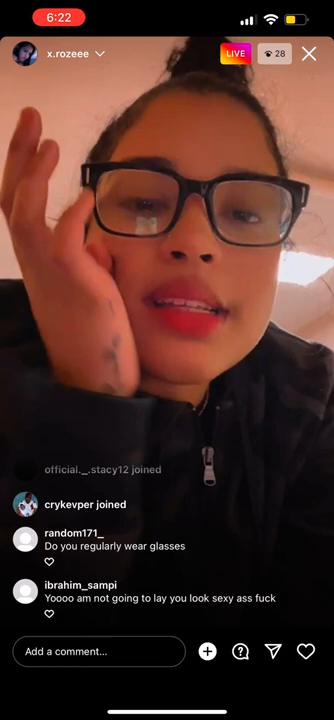 6:22
x.rozeee
LIVE
28
official._.stacy12 joined
crykevper joined
random171_
Do you regularly wear glasses
ibrahim_sampi
Yoooo am not going to lay you look sexy ass fuck
Add a comment...